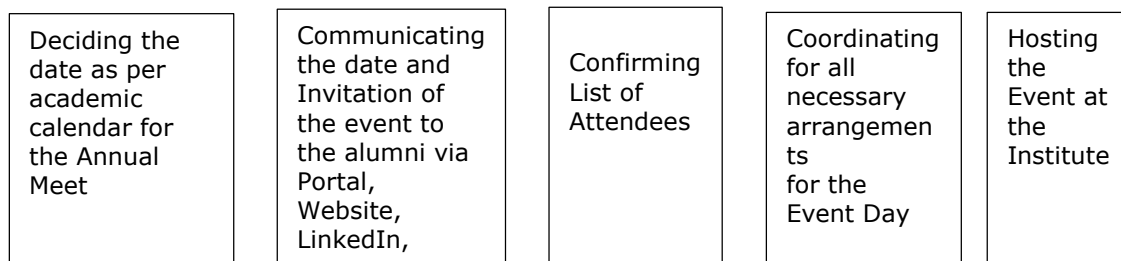 Deciding the
date as per
academic
calendar for
the Annual
Meet
Communicating
the date and
Invitation of
the event to
the alumni via
Portal,
Website,
LinkedIn,
Confirming
List of
Attendees
Coordinating
for all
necessary
arrangemen
ts
for the
Event Day
Hosting
the
Event at
the
Institute